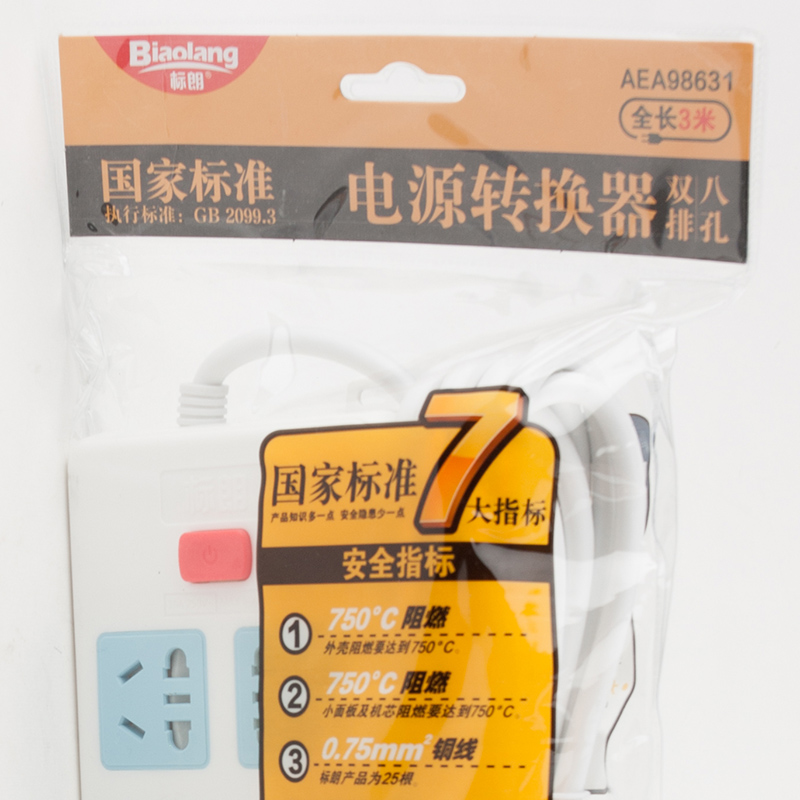 Biaolang
标朗®
AEA98631
全长3米
国家标准
执行标准：GB 2099.3
电源转换器
双排
八孔
国家标准
7
大指标
产品知识多一点 安全隐患少一点
安全指标
1
750°C 阻燃
外壳阻燃要达到750°C。
2
750°C 阻燃
小面板及机芯阻燃要达到750°C。
3
0.75mm² 铜线
标朗产品为25根。